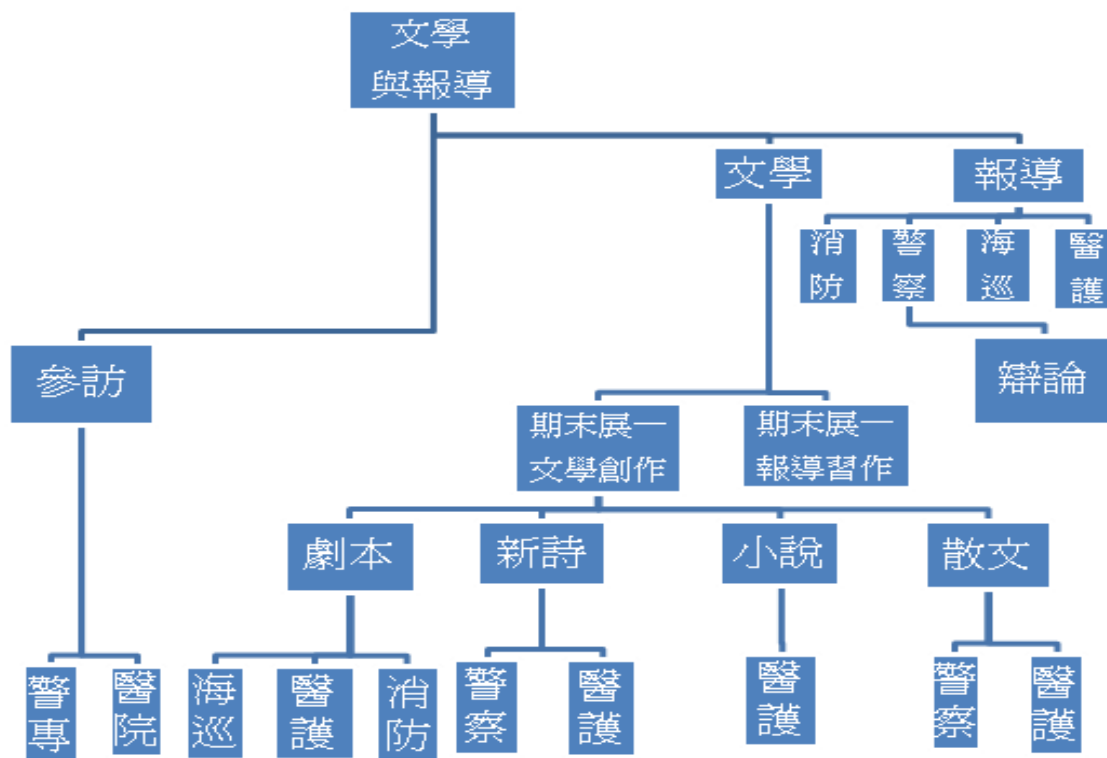 文學
與報導
文學
報導
消防
警察
海巡
醫護
參訪
辯論
期末展一
文學創作
期末展一
報導習作
劇本
新詩
小說
散文
警專
醫院
海巡
醫護
消防
警察
醫護
醫護
警察
醫護